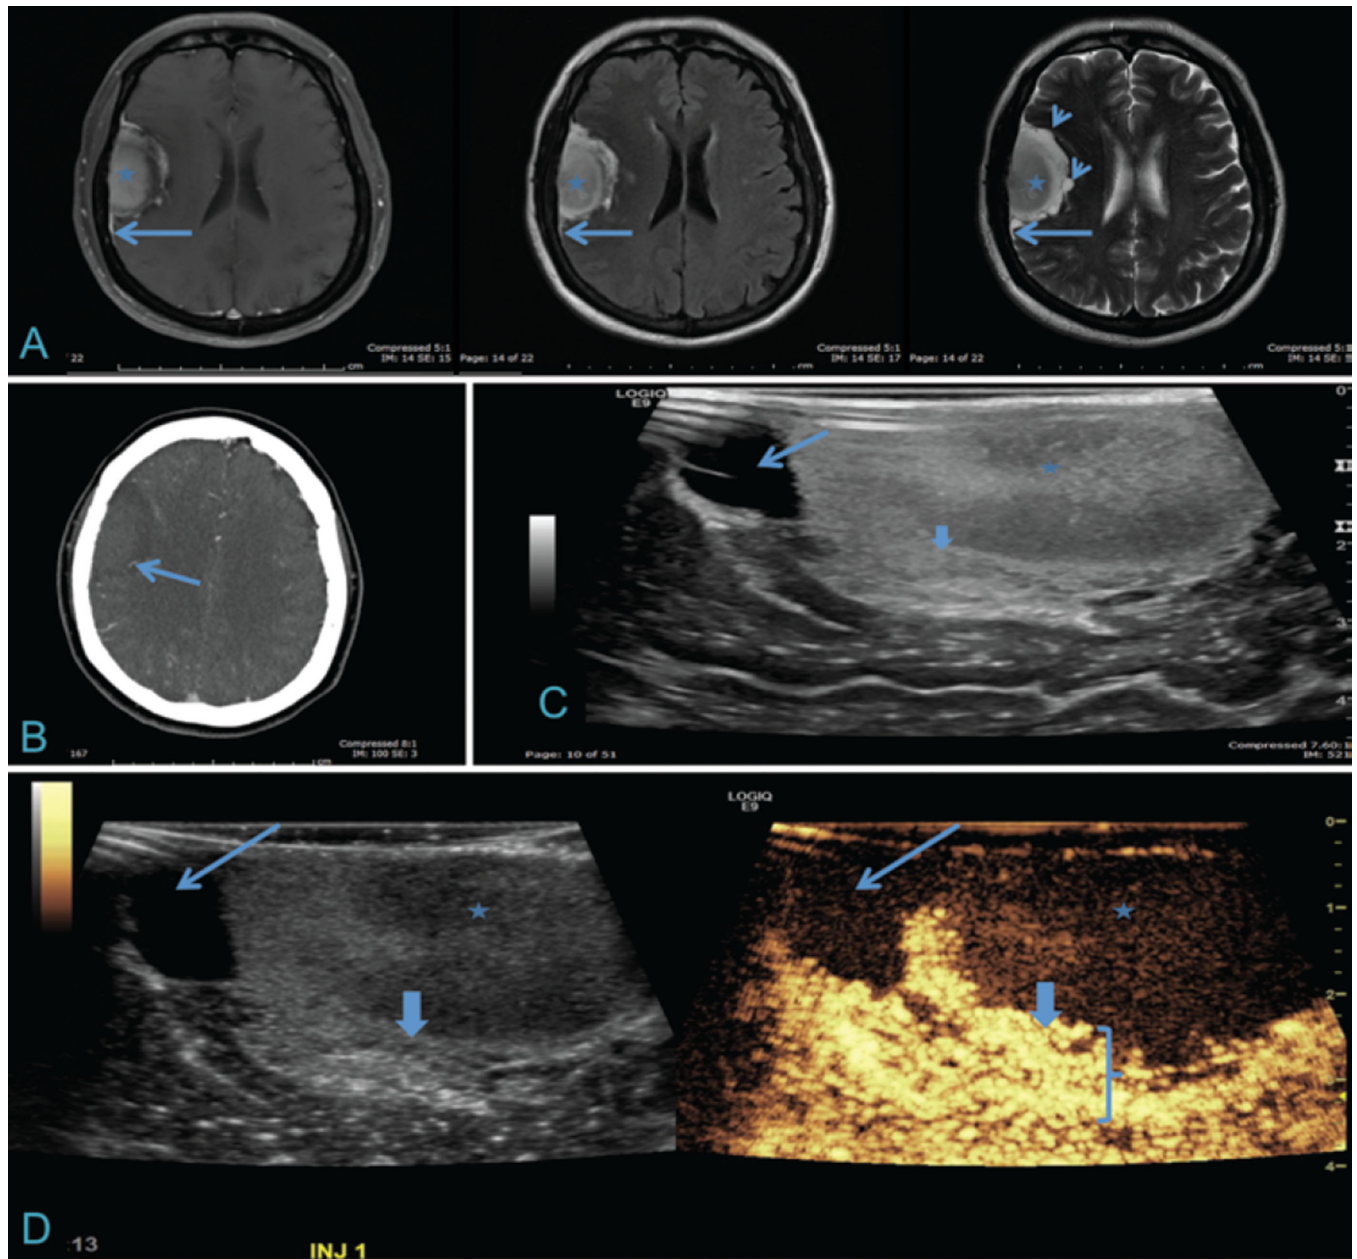 A
22
Compressed 5:1
IM: 14 SE: 15
cm
Page: 14 of 22
Compressed 5:1
IM: 14 SE: 17
cm
Page: 14 of 22
Compressed 5:1
IM: 14 SE:
cm
B
167
Compressed 8:1
IM: 100 SE: 3
cm
LOGIQ
E9
0
2
3
4
C
Page: 10 of 51
Compressed 7.60:1
IM: 521
LOGIQ
E9
0
1
2
4
D
:13
INJ 1